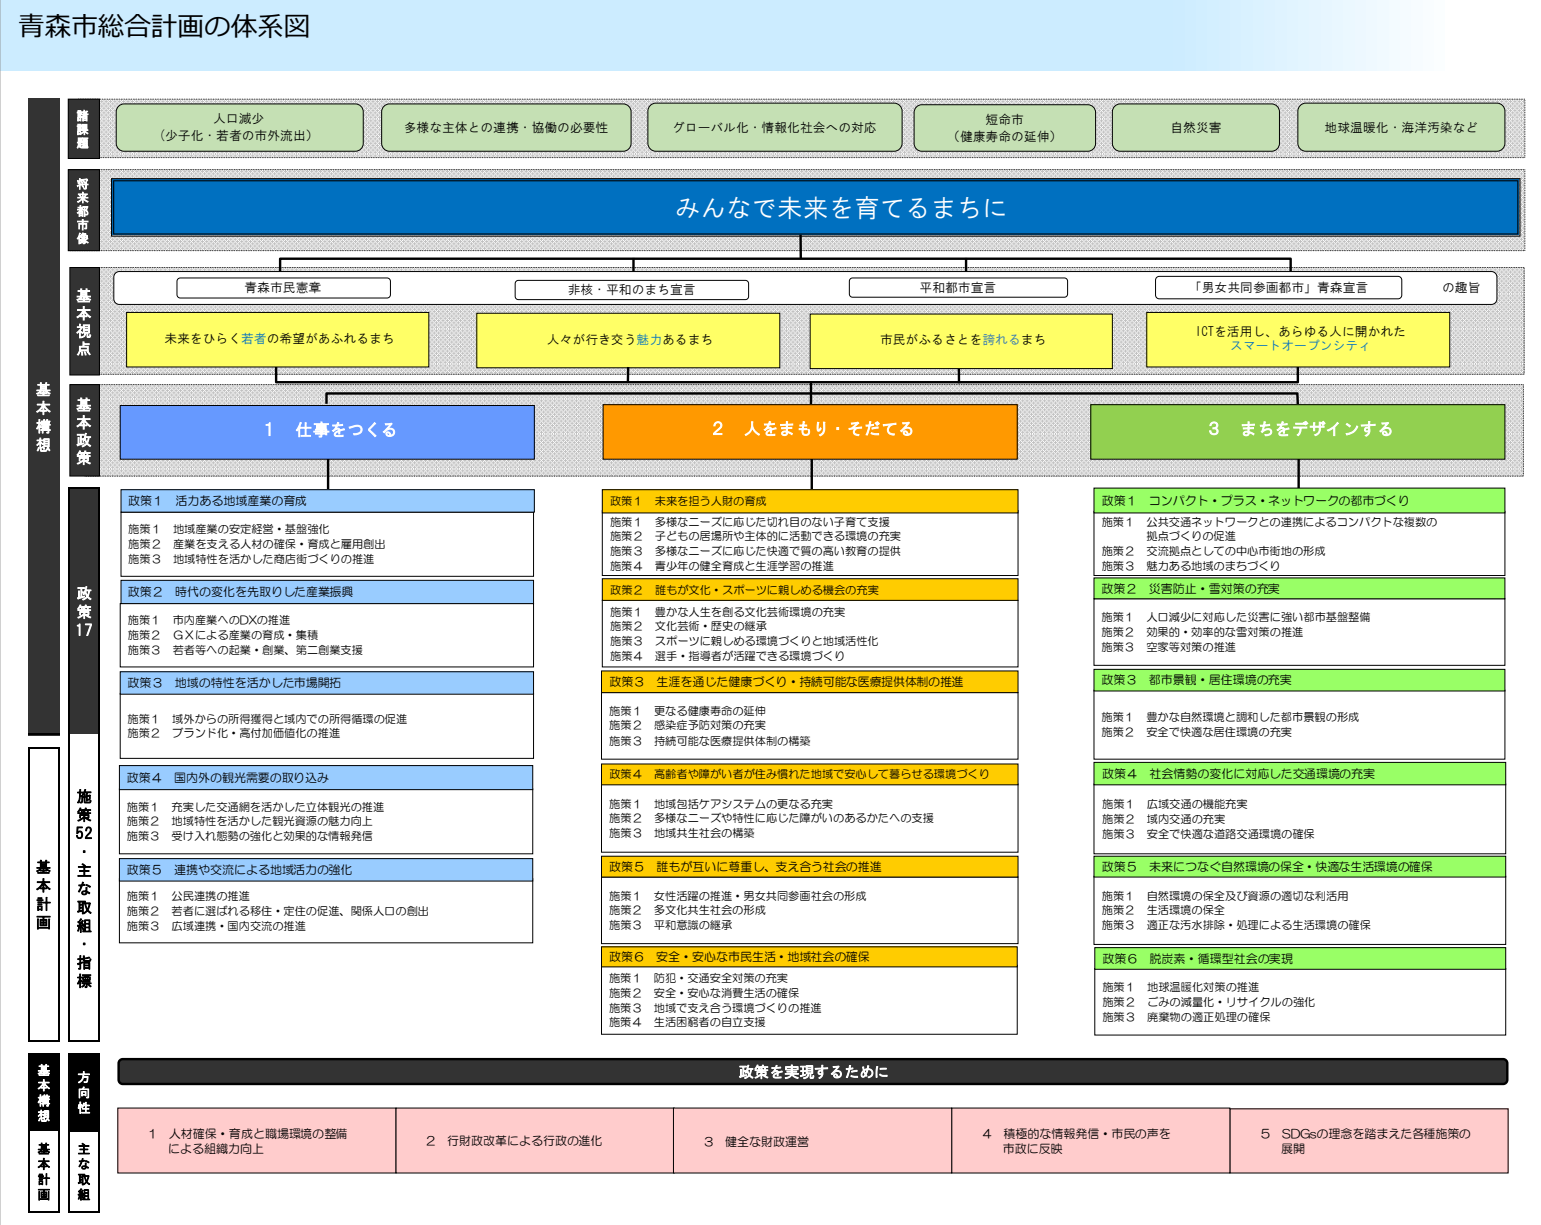 青森市総合計画の体系図
基本構想
諸課題
人口減少
（少子化・若者の市外流出）
多様な主体との連携・協働の必要性
グローバル化・情報化社会への対応
短命市
（健康寿命の延伸）
自然災害
地球温暖化・海洋汚染など
将来都市像
みんなで未来を育てるまちに
基本視点
青森市民憲章
非核・平和のまち宣言
平和都市宣言
「男女共同参画都市」青森宣言
の趣旨
未来をひらく若者の希望があふれるまち
人々が行き交う魅力あるまち
市民がふるさとを誇れるまち
ICTを活用し、あらゆる人に開かれた
スマートオープンシティ
基本政策
1 仕事をつくる
2 人をまもり・そだてる
3 まちをデザインする
政策17
基本計画
施策52・主な取組・指標
政策１ 活力ある地域産業の育成
施策１ 地域産業の安定経営・基盤強化
施策２ 産業を支える人材の確保・育成と雇用創出
施策３ 地域特性を活かした商店街づくりの推進
政策２ 時代の変化を先取りした産業振興
施策１ 市内産業へのDXの推進
施策２ ＧＸによる産業の育成・集積
施策３ 若者等への起業・創業、第二創業支援
政策３ 地域の特性を活かした市場開拓
施策１ 域外からの所得獲得と域内での所得循環の促進
施策２ ブランド化・高付加価値化の推進
政策４ 国内外の観光需要の取り込み
施策１ 充実した交通網を活かした立体観光の推進
施策２ 地域特性を活かした観光資源の魅力向上
施策３ 受け入れ態勢の強化と効果的な情報発信
政策５ 連携や交流による地域活力の強化
施策１ 公民連携の推進
施策２ 若者に選ばれる移住・定住の促進、関係人口の創出
施策３ 広域連携・国内交流の推進
政策１ 未来を担う人財の育成
施策１ 多様なニーズに応じた切れ目のない子育て支援
施策２ 子どもの居場所や主体的に活動できる環境の充実
施策３ 多様なニーズに応じた快適で質の高い教育の提供
施策４ 青少年の健全育成と生涯学習の推進
政策２ 誰もが文化・スポーツに親しめる機会の充実
施策１ 豊かな人生を創る文化芸術環境の充実
施策２ 文化芸術・歴史の継承
施策３ スポーツに親しめる環境づくりと地域活性化
施策４ 選手・指導者が活躍できる環境づくり
政策３ 生涯を通じた健康づくり・持続可能な医療提供体制の推進
施策１ 更なる健康寿命の延伸
施策２ 感染症予防対策の充実
施策３ 持続可能な医療提供体制の構築
政策４ 高齢者や障がい者が住み慣れた地域で安心して暮らせる環境づくり
施策１ 地域包括ケアシステムの更なる充実
施策２ 多様なニーズや特性に応じた障がいのあるかたへの支援
施策３ 地域共生社会の構築
政策５ 誰もが互いに尊重し、支え合う社会の推進
施策１ 女性活躍の推進・男女共同参画社会の形成
施策２ 多文化共生社会の形成
施策３ 平和意識の継承
政策６ 安全・安心な市民生活・地域社会の確保
施策１ 防犯・交通安全対策の充実
施策２ 安全・安心な消費生活の確保
施策３ 地域で支え合う環境づくりの推進
施策４ 生活困窮者の自立支援
政策１ コンパクト・プラス・ネットワークの都市づくり
施策１ 公共交通ネットワークとの連携によるコンパクトな複数の
拠点づくりの促進
施策２ 交流拠点としての中心市街地の形成
施策３ 魅力ある地域のまちづくり
政策２ 災害防止・雪対策の充実
施策１ 人口減少に対応した災害に強い都市基盤整備
施策２ 効果的・効率的な雪対策の推進
施策３ 空家等対策の推進
政策３ 都市景観・居住環境の充実
施策１ 豊かな自然環境と調和した都市景観の形成
施策２ 安全で快適な居住環境の充実
政策４ 社会情勢の変化に対応した交通環境の充実
施策１ 広域交通の機能充実
施策２ 域内交通の充実
施策３ 安全で快適な道路交通環境の確保
政策５ 未来につなぐ自然環境の保全・快適な生活環境の確保
施策１ 自然環境の保全及び資源の適切な利活用
施策２ 生活環境の保全
施策３ 適正な汚水排除・処理による生活環境の確保
政策６ 脱炭素・循環型社会の実現
施策１ 地球温暖化対策の推進
施策２ ごみの減量化・リサイクルの強化
施策３ 廃棄物の適正処理の確保
基本構想
方向性
政策を実現するために
基本計画
主な取組
1 人材確保・育成と職場環境の整備
による組織力向上
2 行財政改革による行政の進化
3 健全な財政運営
4 積極的な情報発信・市民の声を
市政に反映
5 SDGsの理念を踏まえた各種施策の
展開